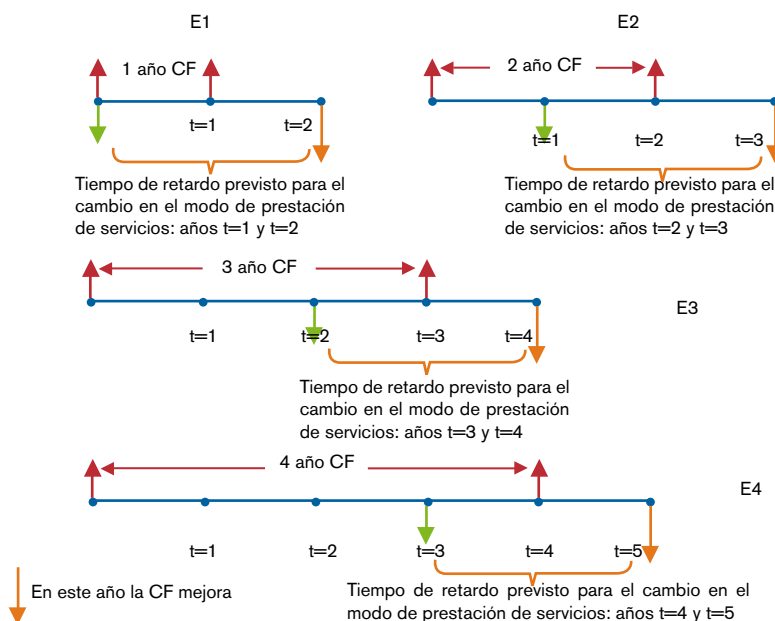 E1
E2
1 año CF
2 año CF
t=1
t=2
t=1
t=2
t=3
Tiempo de retardo previsto para el
cambio en el modo de prestación
de servicios: años t=1 y t=2
Tiempo de retardo previsto para el
cambio en el modo de prestación
de servicios: años t=2 y t=3
3 año CF
E3
t=1
t=2
t=3
t=4
Tiempo de retardo previsto para el
cambio en el modo de prestación
de servicios: años t=3 y t=4
4 año CF
E4
t=1
t=2
t=3
t=4
t=5
En este año la CF mejora
Tiempo de retardo previsto para el cambio en el
modo de prestación de servicios: años t=4 y t=5